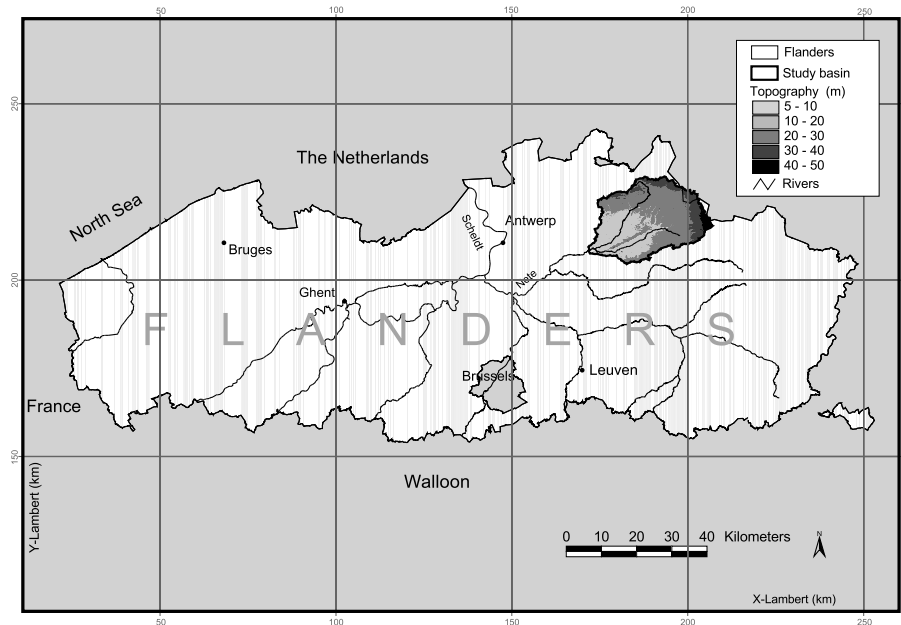 50 100 150 200 250
Flanders
Study basin
Topography (m)
5 - 10
10 - 20
20 - 30
30 - 40
40 - 50
Rivers
250
The Netherlands
North Sea
Antwerp
Scheldt
Bruges
200
Nete
Ghent
FLANDERS
Brussels
Leuven
France
150
Walloon
Y-Lambert (km)
0 10 20 30 40 Kilometers
N
X-Lambert (km)
50 100 150 200 250